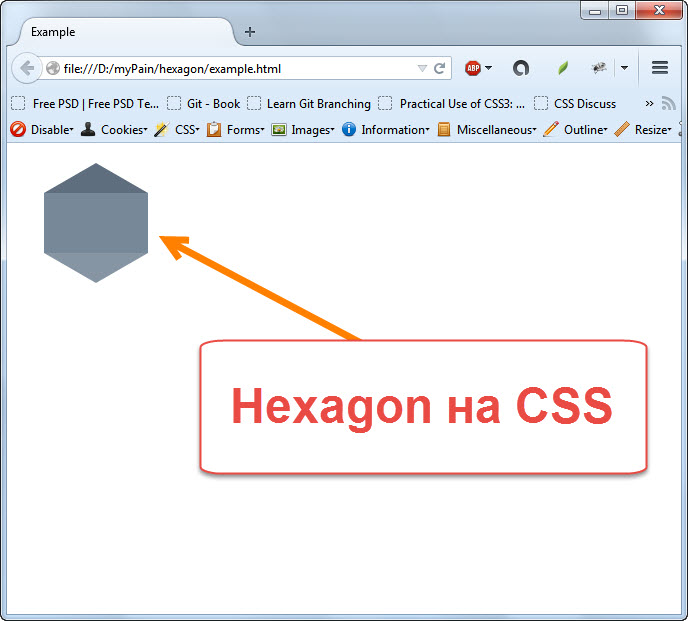 Example
file:///D:/myPain/hexagon/example.html
ABP
Free PSD | Free PSD Te... Git - Book Learn Git Branching Practical Use of CSS3: ... CSS Discuss »
Disable Cookies CSS Forms Images Information Miscellaneous Outline Resize
Hexagon на CSS